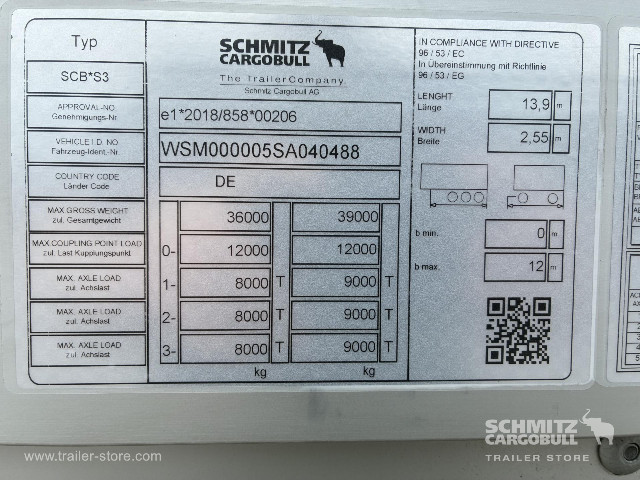 Typ
SCB*S3
SCHMITZ
CARGOBULL
The TrailerCompany.
Schmitz Cargobull AG
APPROVAL-NO.
Genehmigungs-Nr.
e1*2018/858*00206
VEHICLE I.D. NO
Fahrzeug-Ident.-Nr.
WSM000005SA040488
COUNTRY CODE
Länder Code
DE
MAX GROSS WEIGHT
zul. Gesamtgewicht
36000 39000
MAX COUPLING POINT LOAD
zul. Last Kupplungspunkt
0- 12000 12000
MAX. AXLE LOAD
zul. Achslast
1- 8000 T 9000 T
MAX. AXLE LOAD
zul. Achslast
2- 8000 T 9000 T
MAX. AXLE LOAD
zul. Achslast
3- 8000 T 9000 T
kg kg
IN COMPLIANCE WITH DIRECTIVE
96 / 53 / EC
In Übereinstimmung mit Richtlinie
96 / 53 / EG
LENGHT
Länge
13,9 m
WIDTH
Breite
2,55 m
b min. 0 m
b max. 12 m
www.trailer-store.com
SCHMITZ
CARGOBULL
TRAILER STORE